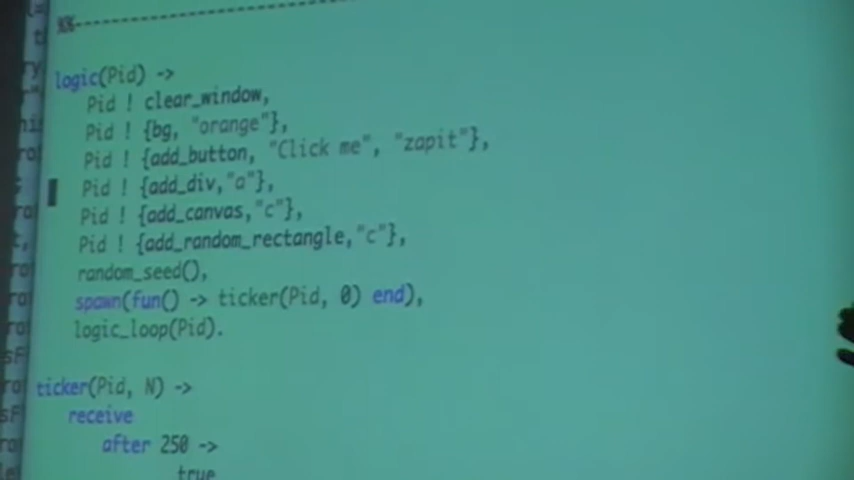 %%--------------------------------
logic(Pid) ->
Pid ! clear_window,
Pid ! {bg, "orange"},
Pid ! {add_button, "Click me", "zapit"},
Pid ! {add_div,"a"},
Pid ! {add_canvas,"c"},
Pid ! {add_random_rectangle,"c"},
random_seed(),
spawn(fun() -> ticker(Pid, 0) end),
logic_loop(Pid).
ticker(Pid, N) ->
receive
after 250 ->
true